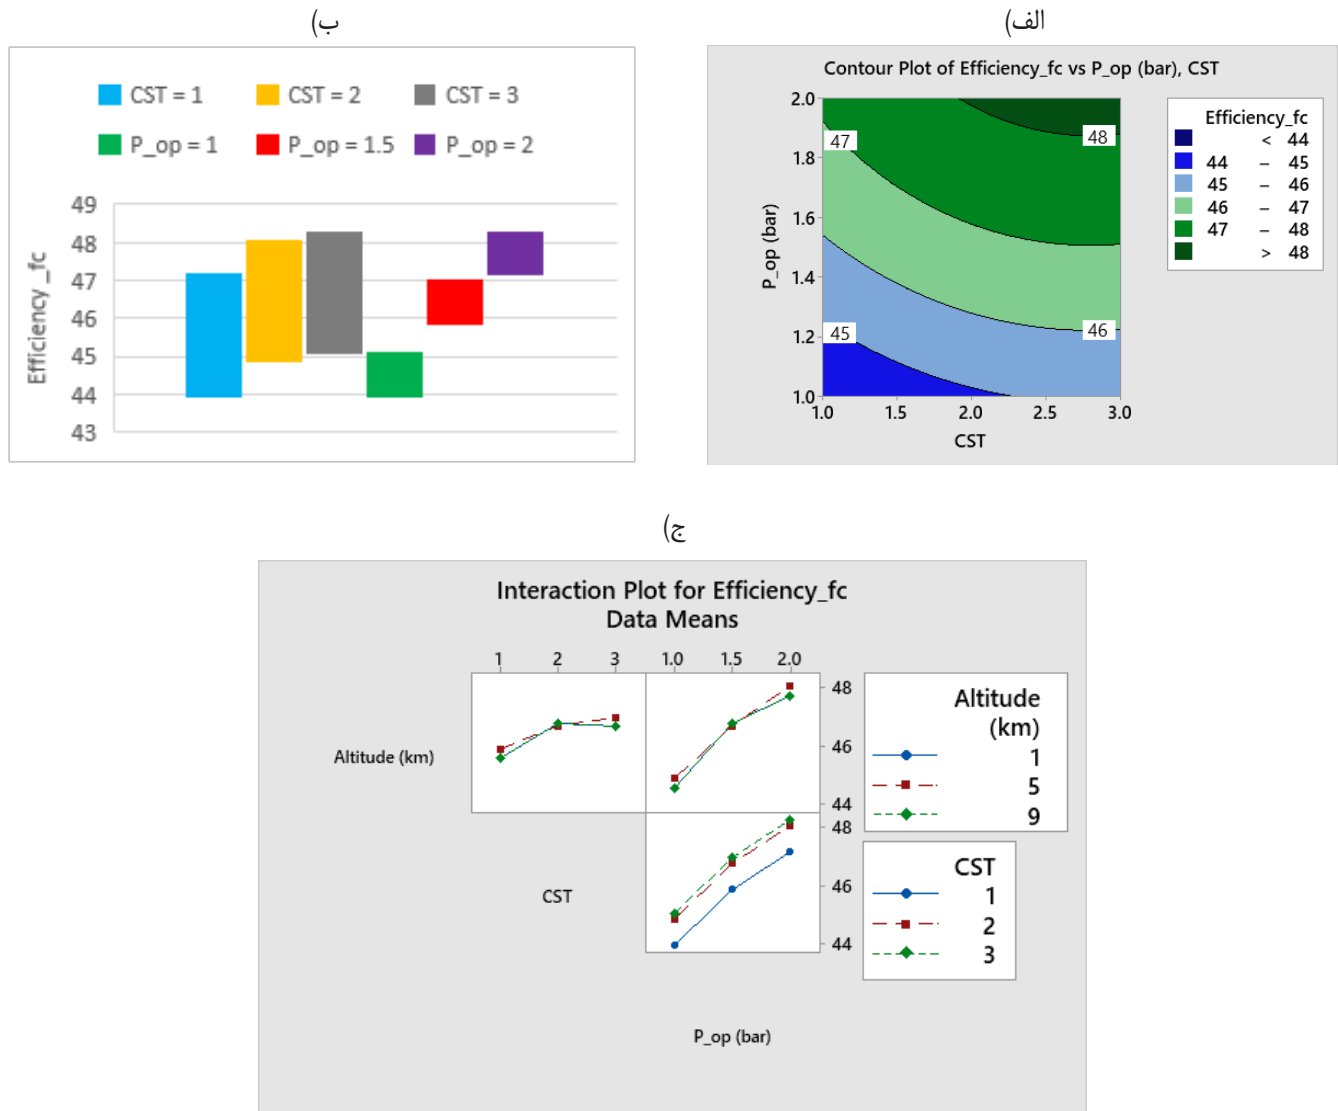 الف)
Contour Plot of Efficiency_fc vs P_op (bar), CST
2.0
1.8
1.6
1.4
1.2
1.0
P_op (bar)
47
48
45
46
1.0 1.5 2.0 2.5 3.0
CST
Efficiency_fc
< 44
44 – 45
45 – 46
46 – 47
47 – 48
> 48
ب)
CST = 1 CST = 2 CST = 3
P_op = 1 P_op = 1.5 P_op = 2
Efficiency _fc
49
48
47
46
45
44
43
ج)
Interaction Plot for Efficiency_fc
Data Means
1 2 3 1.0 1.5 2.0
Altitude (km)
48
46
44
CST
48
46
44
P_op (bar)
Altitude
(km)
1
5
9
CST
1
2
3